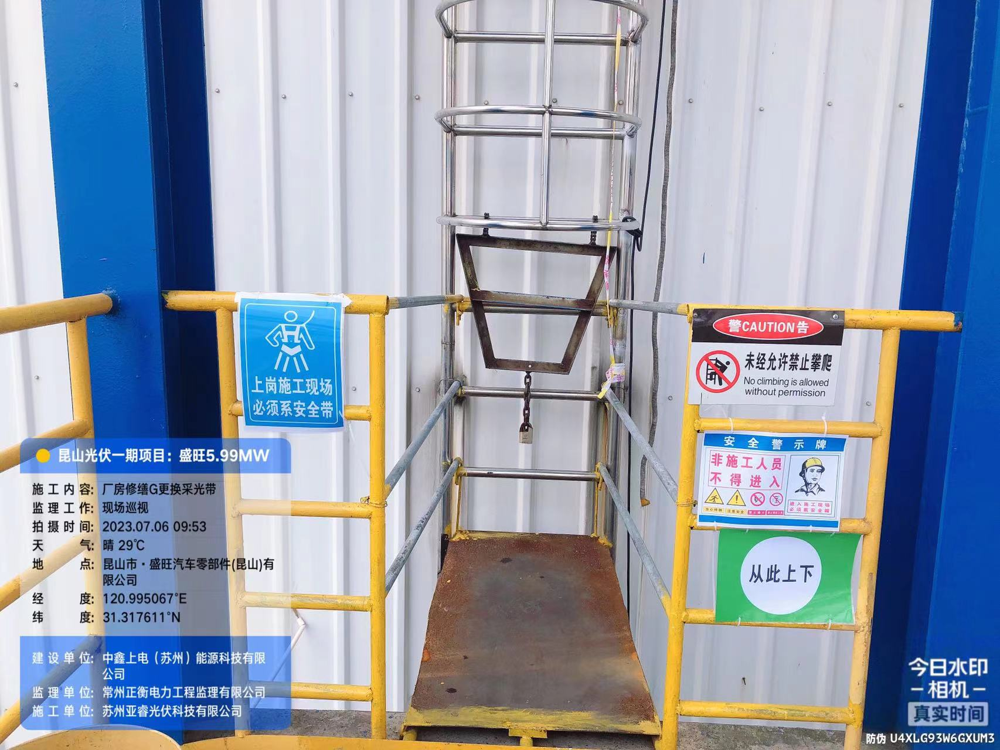 上岗施工现场
必须系安全带
警CAUTION告
未经允许禁止攀爬
No climbing is allowed
without permission
安全警示牌
非施工人员
不得进入
当心绊倒
注意安全
进入施工现场
必须戴安全帽
从此上下
昆山光伏一期项目：盛旺5.99MW
施工内容：厂房修缮G更换采光带
监理工作：现场巡视
拍摄时间：2023.07.06 09:53
天气：晴 29℃
地点：昆山市·盛旺汽车零部件(昆山)有
限公司
经度：120.995067°E
纬度：31.317611°N
建设单位：中鑫上电（苏州）能源科技有限
公司
监理单位：常州正衡电力工程监理有限公司
施工单位：苏州亚睿光伏科技有限公司
今日水印
相机
真实时间
防伪 U4XLG93W6GXUM3